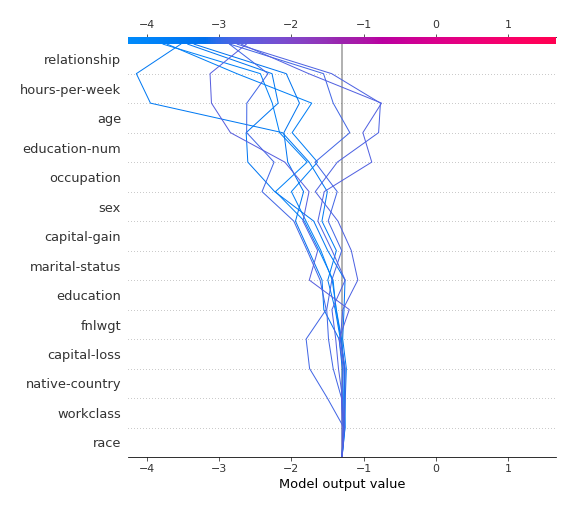 −4 −3 −2 −1 0 1
relationship
hours-per-week
age
education-num
occupation
sex
capital-gain
marital-status
education
fnlwgt
capital-loss
native-country
workclass
race
−4 −3 −2 −1 0 1
Model output value